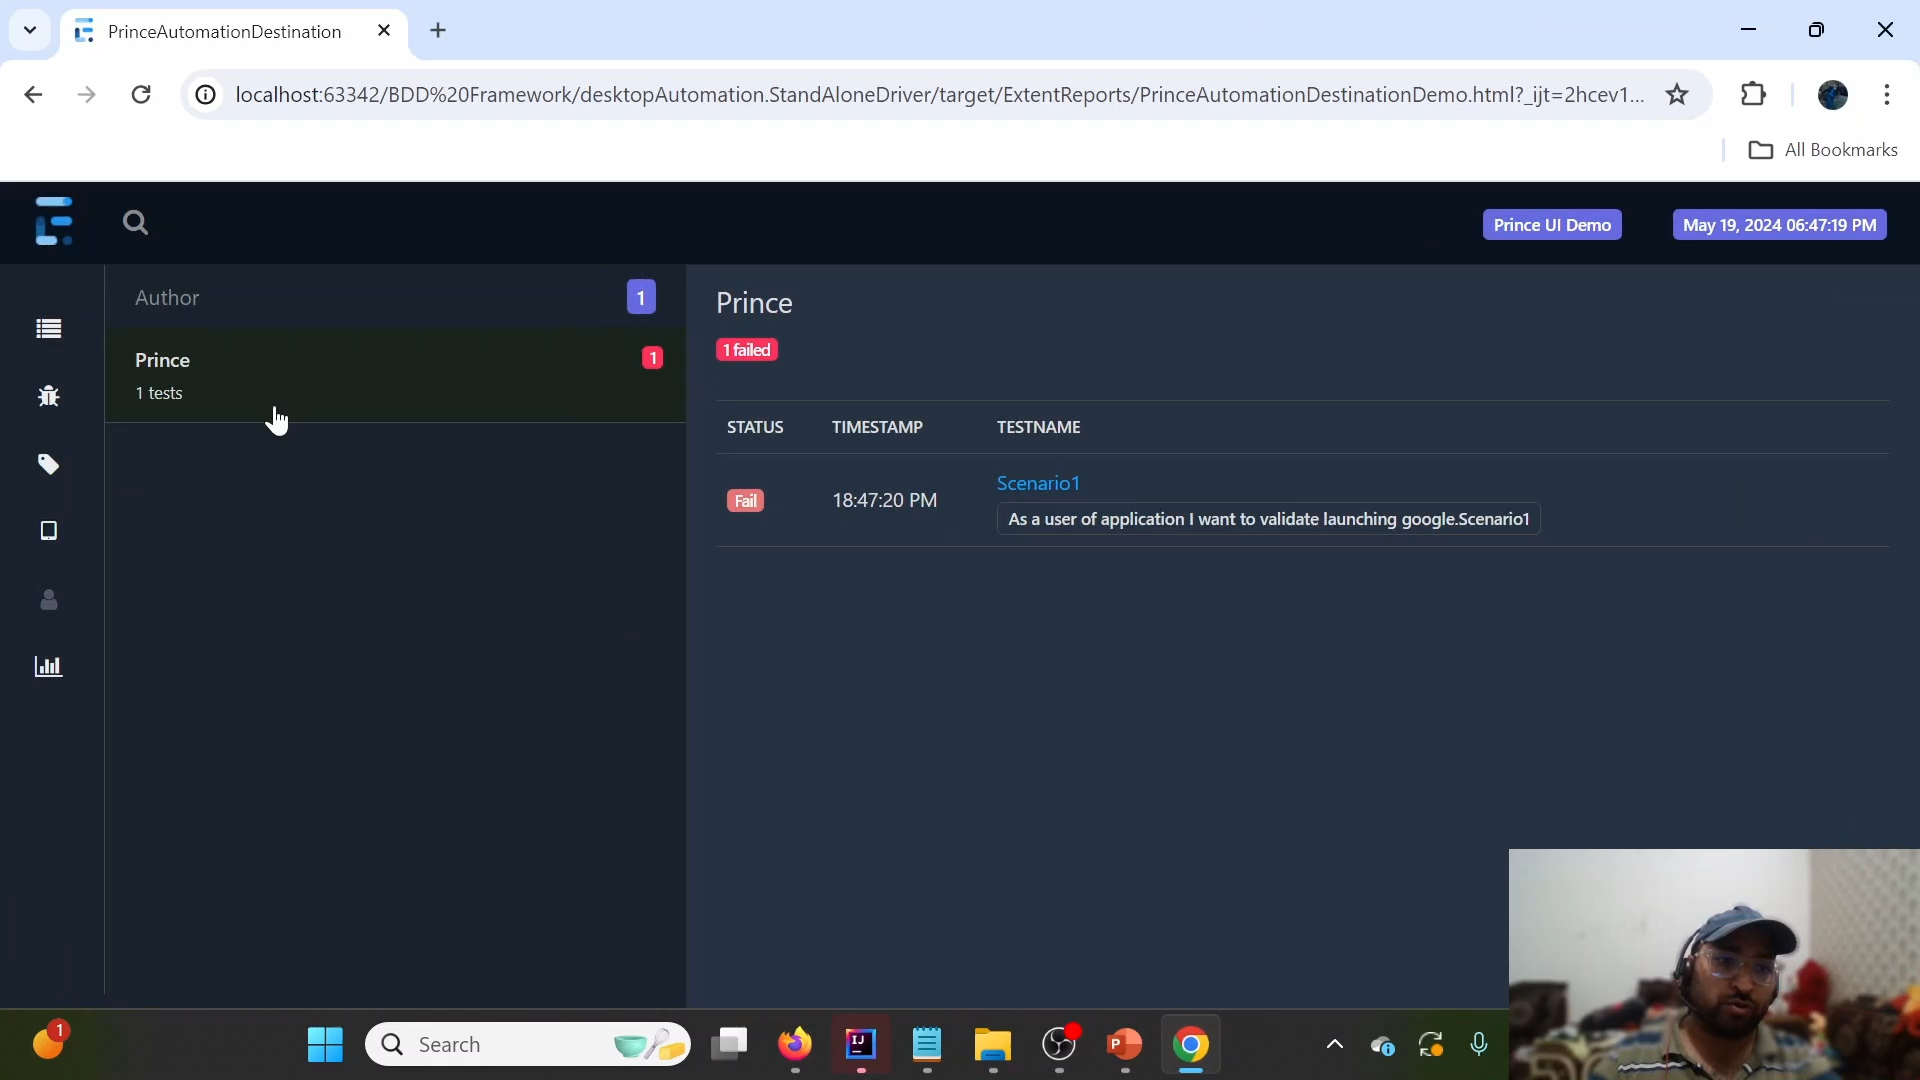 PrinceAutomationDestination
localhost:63342/BDD%20Framework/desktopAutomation.StandAloneDriver/target/ExtentReports/PrinceAutomationDestinationDemo.html?_ijt=2hcev1...
All Bookmarks
Prince UI Demo
May 19, 2024 06:47:19 PM
Author
1
Prince
1
1 tests
Prince
1 failed
STATUS TIMESTAMP TESTNAME
Fail 18:47:20 PM Scenario1
As a user of application I want to validate launching google.Scenario1
1
Search
IJ
P